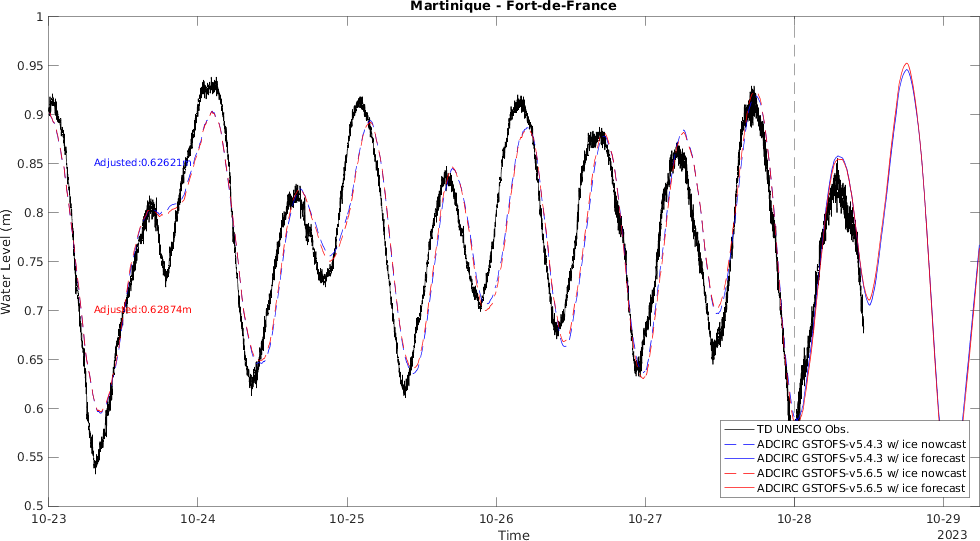 Martinique - Fort-de-France
1
0.95
0.9
0.85
0.8
0.75
0.7
0.65
0.6
0.55
0.5
Water Level (m)
Adjusted:0.62621m
Adjusted:0.62874m
TD UNESCO Obs.
ADCIRC GSTOFS-v5.4.3 w/ ice nowcast
ADCIRC GSTOFS-v5.4.3 w/ ice forecast
ADCIRC GSTOFS-v5.6.5 w/ ice nowcast
ADCIRC GSTOFS-v5.6.5 w/ ice forecast
10-23 10-24 10-25 10-26 10-27 10-28 10-29
Time
2023